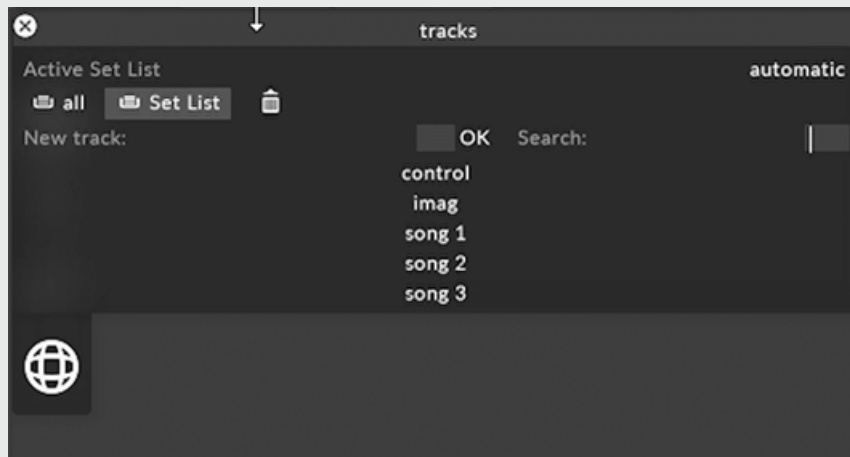 tracks
Active Set List automatic
all Set List
New track: OK Search:
control
imag
song 1
song 2
song 3